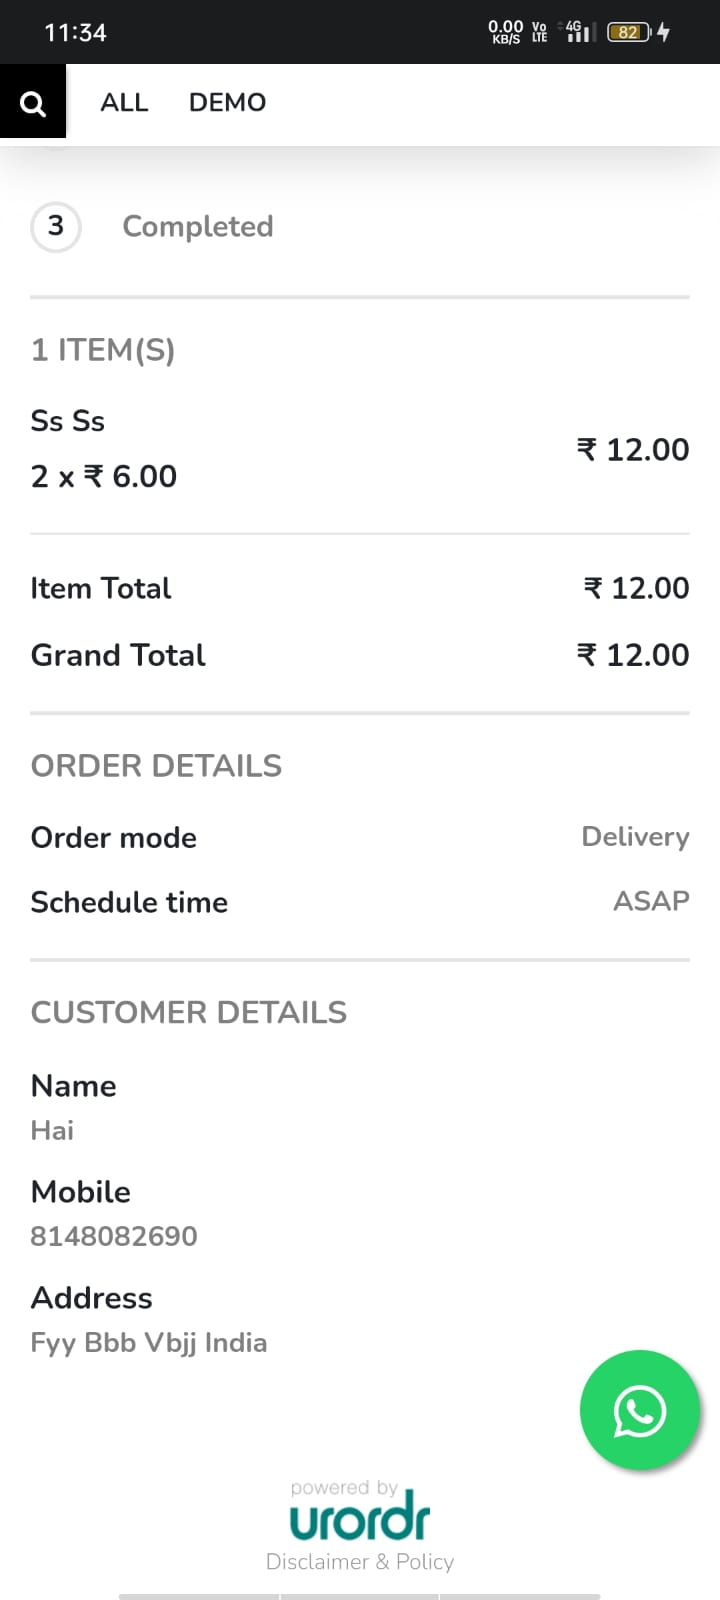 11:34
0.00 KB/S Vo LTE 4G 82
ALL DEMO
3 Completed
1 ITEM(S)
Ss Ss
2 x ₹ 6.00 ₹ 12.00
Item Total ₹ 12.00
Grand Total ₹ 12.00
ORDER DETAILS
Order mode Delivery
Schedule time ASAP
CUSTOMER DETAILS
Name
Hai
Mobile
8148082690
Address
Fyy Bbb Vbjj India
powered by
urordr
Disclaimer & Policy